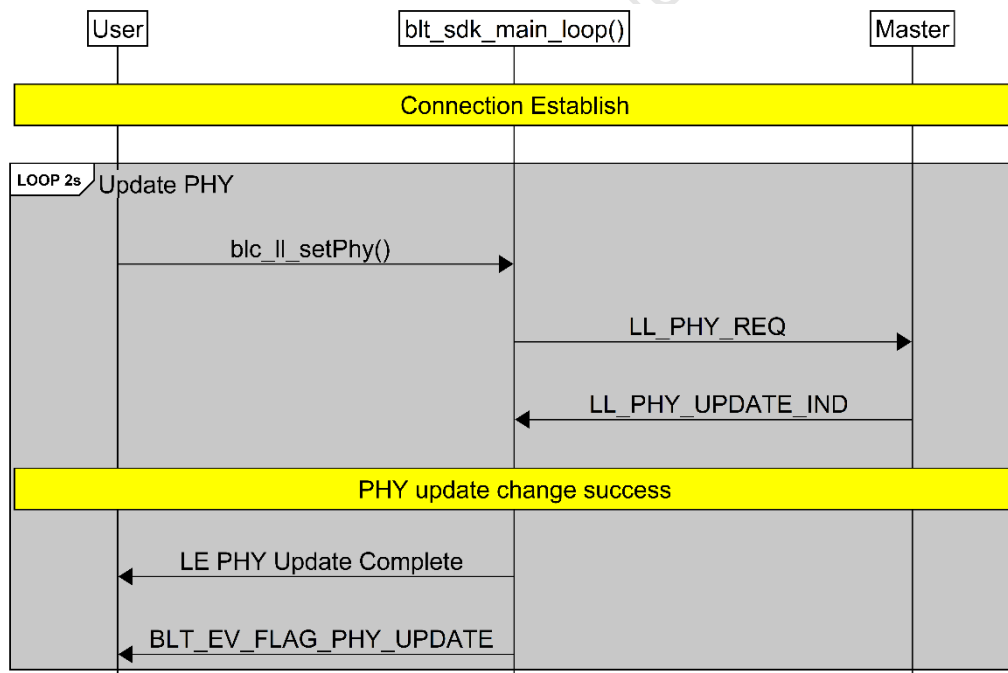 User
blt_sdk_main_loop()
Master
Connection Establish
LOOP 2s
Update PHY
blc_ll_setPhy()
LL_PHY_REQ
LL_PHY_UPDATE_IND
PHY update change success
LE PHY Update Complete
BLT_EV_FLAG_PHY_UPDATE